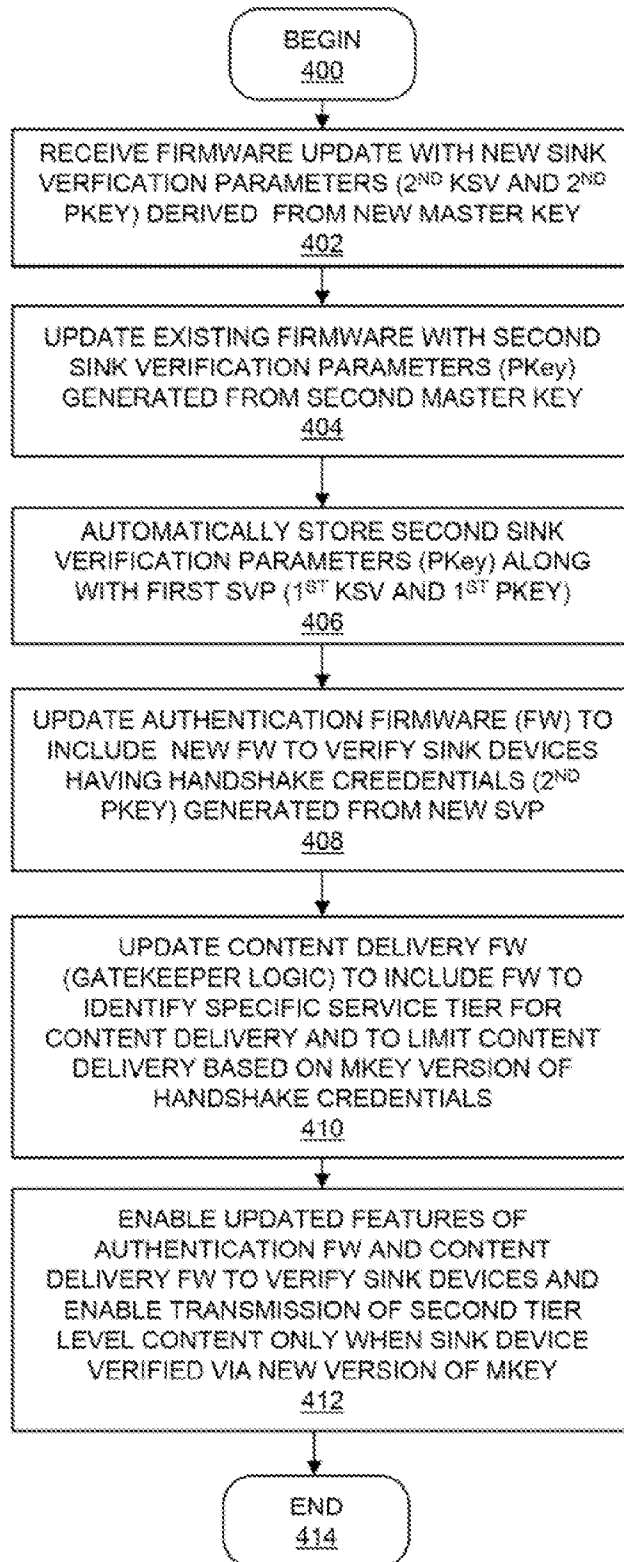 BEGIN
400
RECEIVE FIRMWARE UPDATE WITH NEW SINK
VERFICATION PARAMETERS (2ND KSV AND 2ND
PKEY) DERIVED FROM NEW MASTER KEY
402
UPDATE EXISTING FIRMWARE WITH SECOND
SINK VERIFICATION PARAMETERS (PKey)
GENERATED FROM SECOND MASTER KEY
404
AUTOMATICALLY STORE SECOND SINK
VERIFICATION PARAMETERS (PKey) ALONG
WITH FIRST SVP (1ST KSV AND 1ST PKEY)
406
UPDATE AUTHENTICATION FIRMWARE (FW) TO
INCLUDE NEW FW TO VERIFY SINK DEVICES
HAVING HANDSHAKE CREEDENTIALS (2ND
PKEY) GENERATED FROM NEW SVP
408
UPDATE CONTENT DELIVERY FW
(GATEKEEPER LOGIC) TO INCLUDE FW TO
IDENTIFY SPECIFIC SERVICE TIER FOR
CONTENT DELIVERY AND TO LIMIT CONTENT
DELIVERY BASED ON MKEY VERSION OF
HANDSHAKE CREDENTIALS
410
ENABLE UPDATED FEATURES OF
AUTHENTICATION FW AND CONTENT
DELIVERY FW TO VERIFY SINK DEVICES AND
ENABLE TRANSMISSION OF SECOND TIER
LEVEL CONTENT ONLY WHEN SINK DEVICE
VERIFIED VIA NEW VERSION OF MKEY
412
END
414